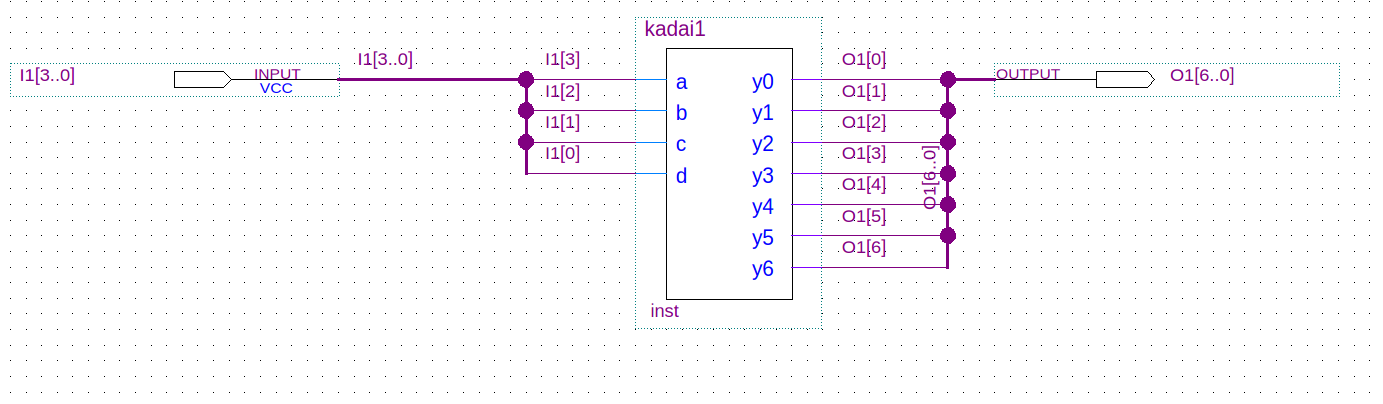 kadai1
I1[3..0]
INPUT
VCC
I1[3..0]
I1[3]
I1[2]
I1[1]
I1[0]
a
b
c
d
y0
y1
y2
y3
y4
y5
y6
O1[0]
O1[1]
O1[2]
O1[3]
O1[4]
O1[5]
O1[6]
O1[6..0]
OUTPUT
O1[6..0]
inst